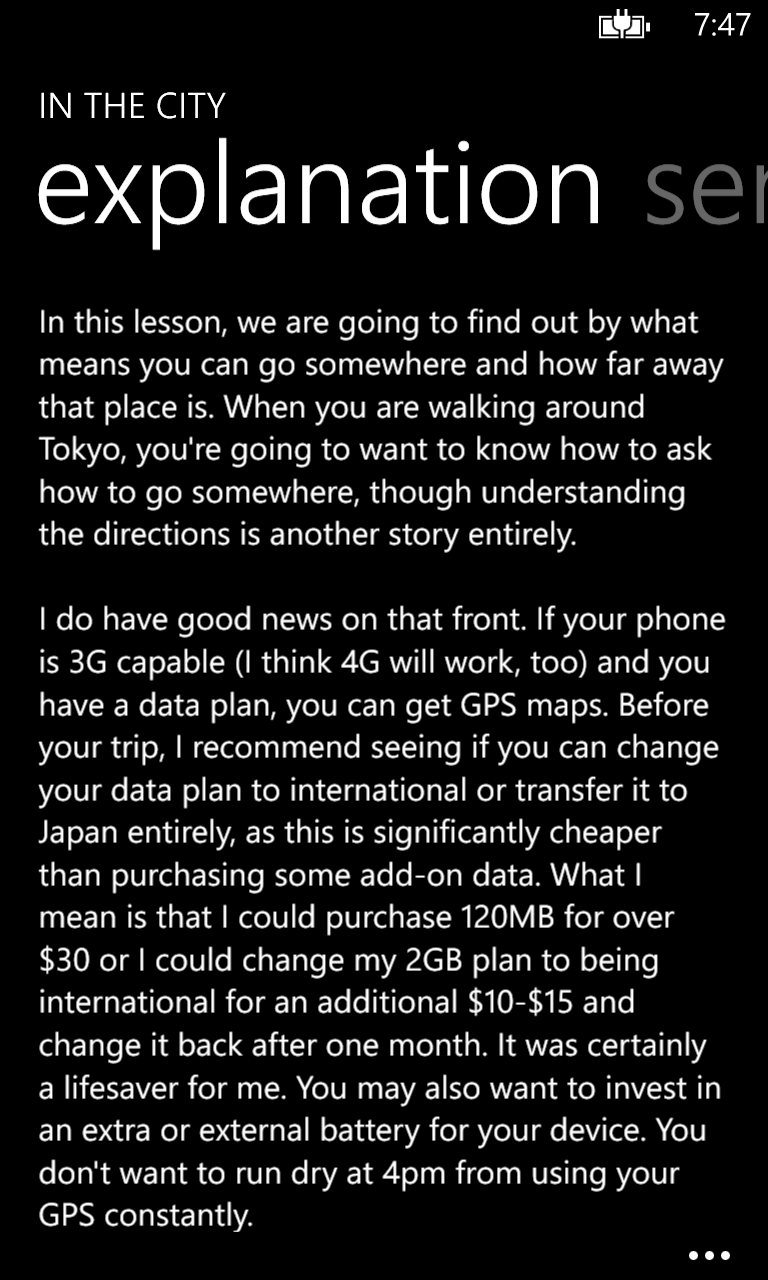 7:47
IN THE CITY
explanation ser
In this lesson, we are going to find out by what
means you can go somewhere and how far away
that place is. When you are walking around
Tokyo, you're going to want to know how to ask
how to go somewhere, though understanding
the directions is another story entirely.
I do have good news on that front. If your phone
is 3G capable (I think 4G will work, too) and you
have a data plan, you can get GPS maps. Before
your trip, I recommend seeing if you can change
your data plan to international or transfer it to
Japan entirely, as this is significantly cheaper
than purchasing some add-on data. What I
mean is that I could purchase 120MB for over
$30 or I could change my 2GB plan to being
international for an additional $10-$15 and
change it back after one month. It was certainly
a lifesaver for me. You may also want to invest in
an extra or external battery for your device. You
don't want to run dry at 4pm from using your
GPS constantly.